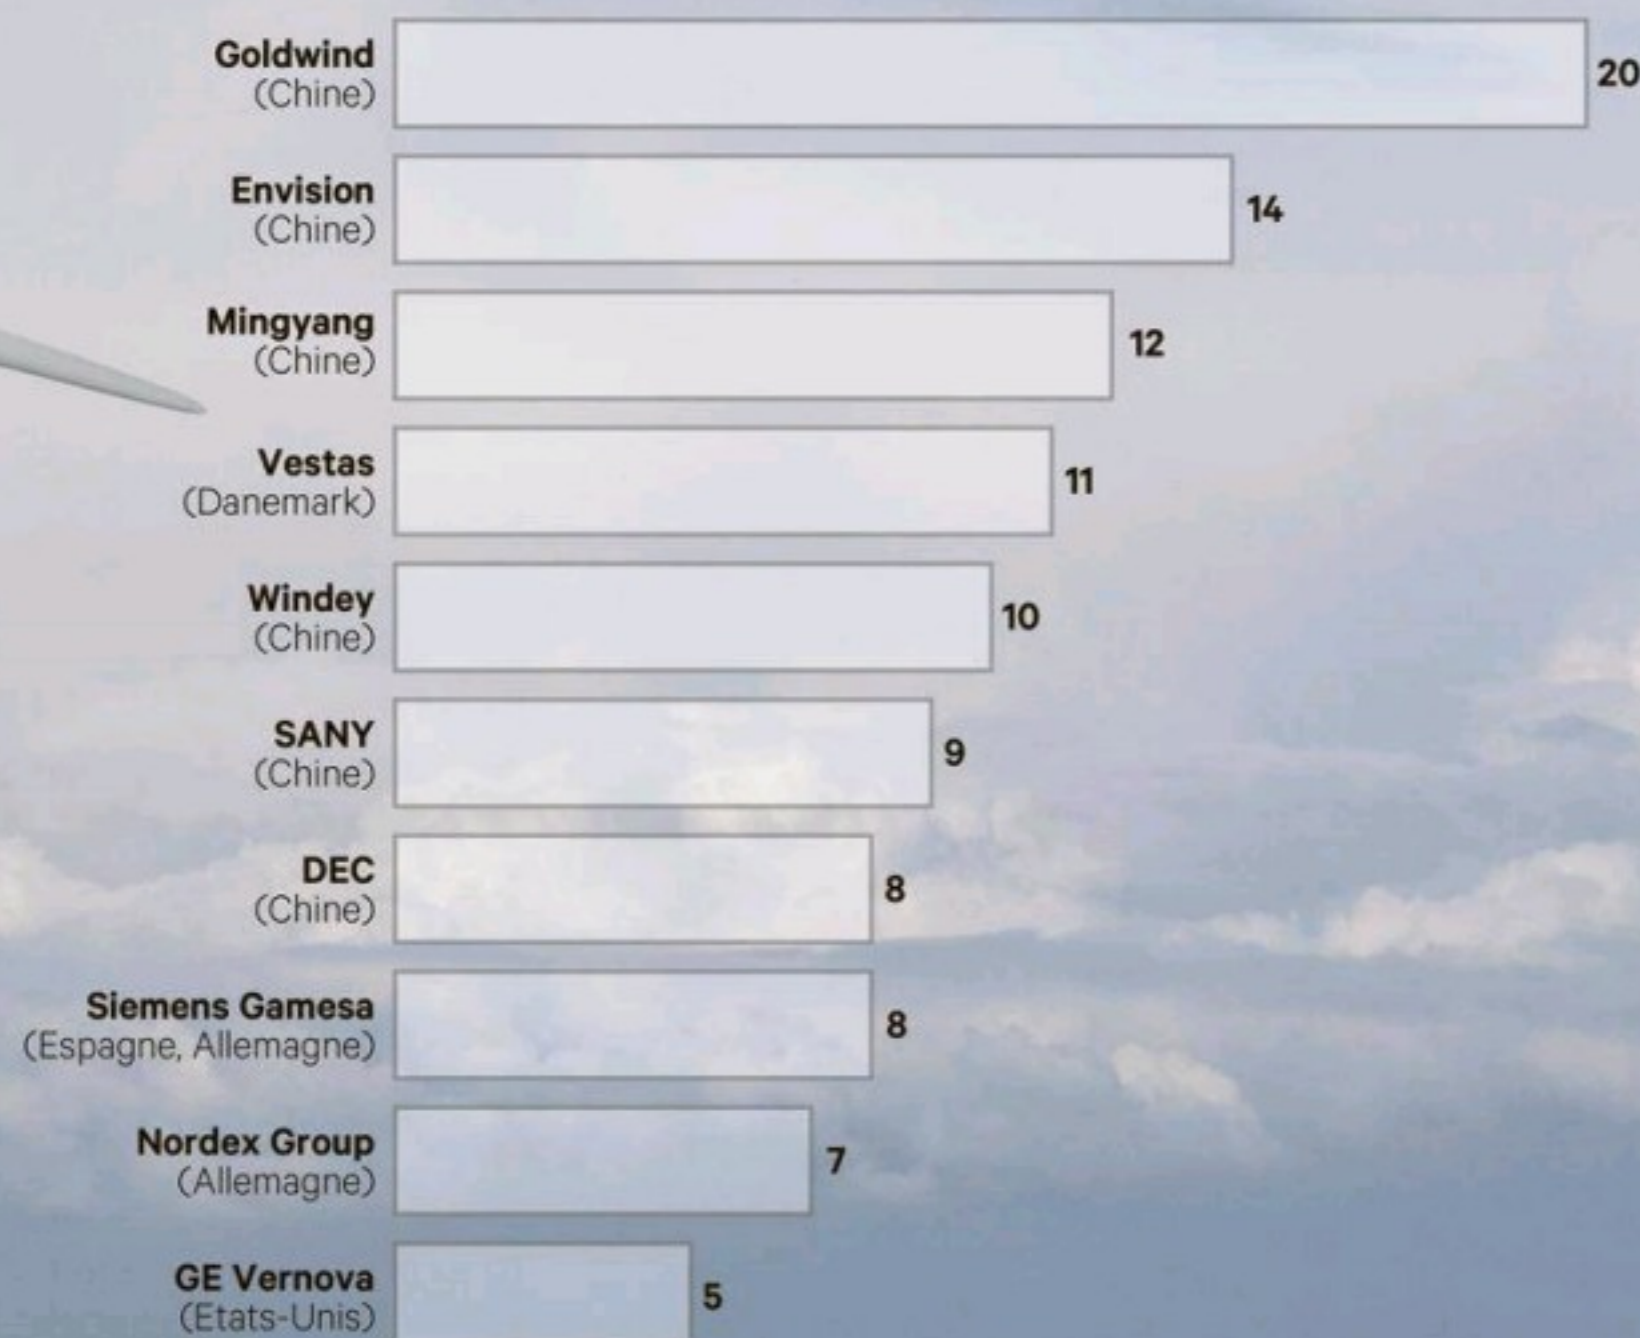 Goldwind
(Chine)
20
Envision
(Chine)
14
Mingyang
(Chine)
12
Vestas
(Danemark)
11
Windey
(Chine)
10
SANY
(Chine)
9
DEC
(Chine)
8
Siemens Gamesa
(Espagne, Allemagne)
8
Nordex Group
(Allemagne)
7
GE Vernova
(Etats-Unis)
5